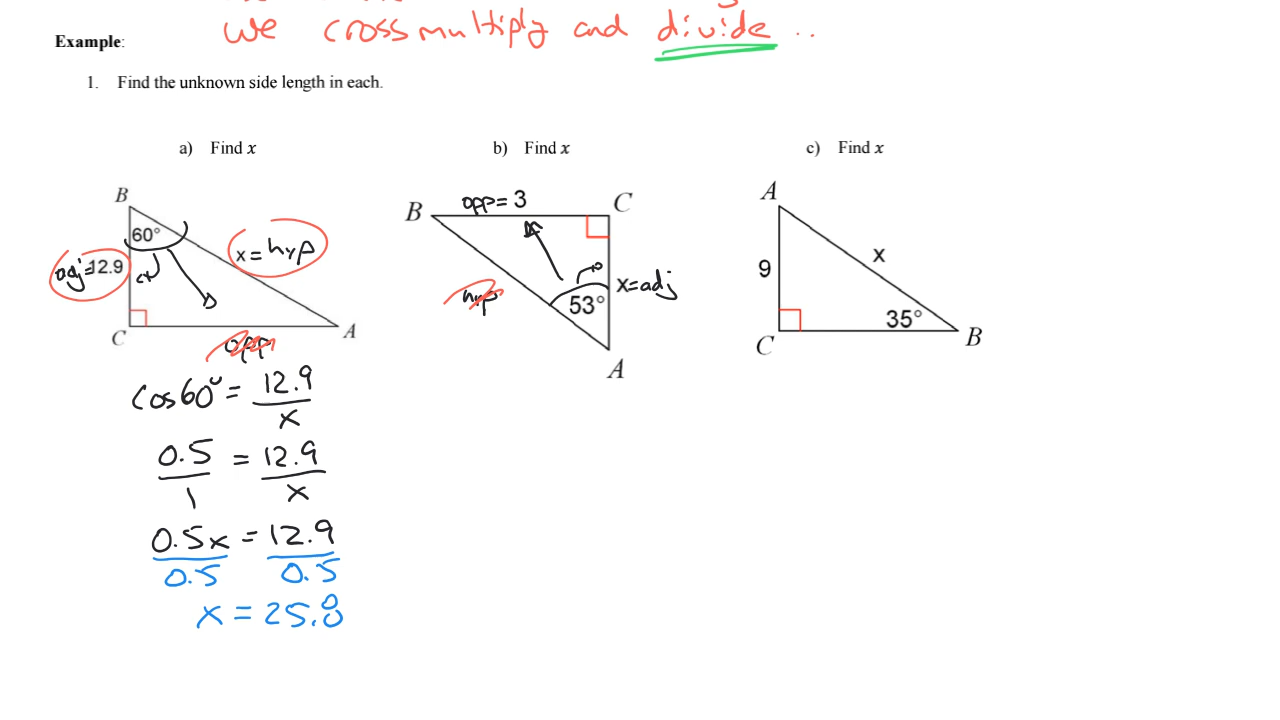 we cross multiply and divide ..
Example:
1. Find the unknown side length in each.
a) Find x
b) Find x
c) Find x
B
60°
adj=12.9
x=hyp
C
opp
A
cos60°= 12.9
x
0.5 = 12.9
1 x
0.5x = 12.9
0.5 0.5
x = 25.8
B
opp= 3
C
hyp
53°
x=adj
A
A
9
x
35°
C
B